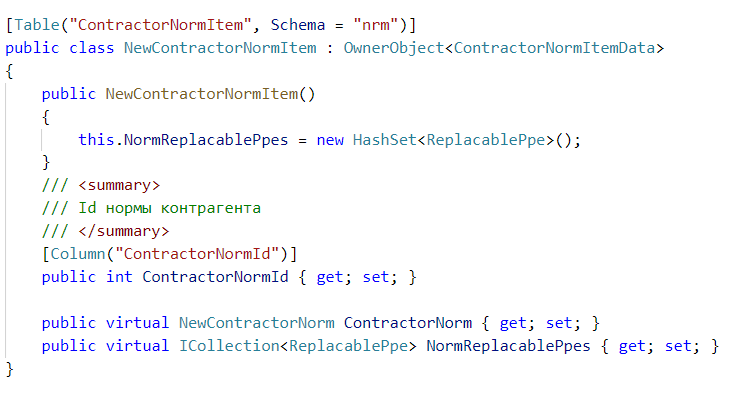 [Table("ContractorNormItem", Schema = "nrm")]
public class NewContractorNormItem : OwnerObject<ContractorNormItemData>
{
    public NewContractorNormItem()
    {
        this.NormReplacablePpes = new HashSet<ReplacablePpe>();
    }
    /// <summary>
    /// Id нормы контрагента
    /// </summary>
    [Column("ContractorNormId")]
    public int ContractorNormId { get; set; }

    public virtual NewContractorNorm ContractorNorm { get; set; }
    public virtual ICollection<ReplacablePpe> NormReplacablePpes { get; set; }
}